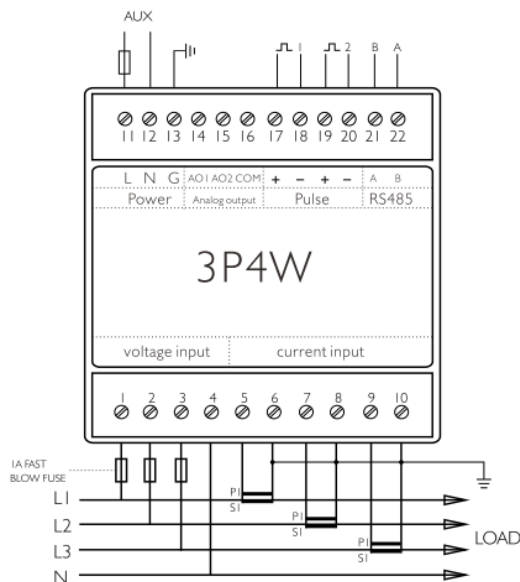 AUX
1 2 B A
11 12 13 14 15 16 17 18 19 20 21 22
L N G AO1 AO2 COM + − + − A B
Power Analog output Pulse RS485
3P4W
voltage input current input
1 2 3 4 5 6 7 8 9 10
1A FAST
BLOW FUSE
L1 P1
S1
L2 P1
S1
L3 P1
S1
LOAD
N